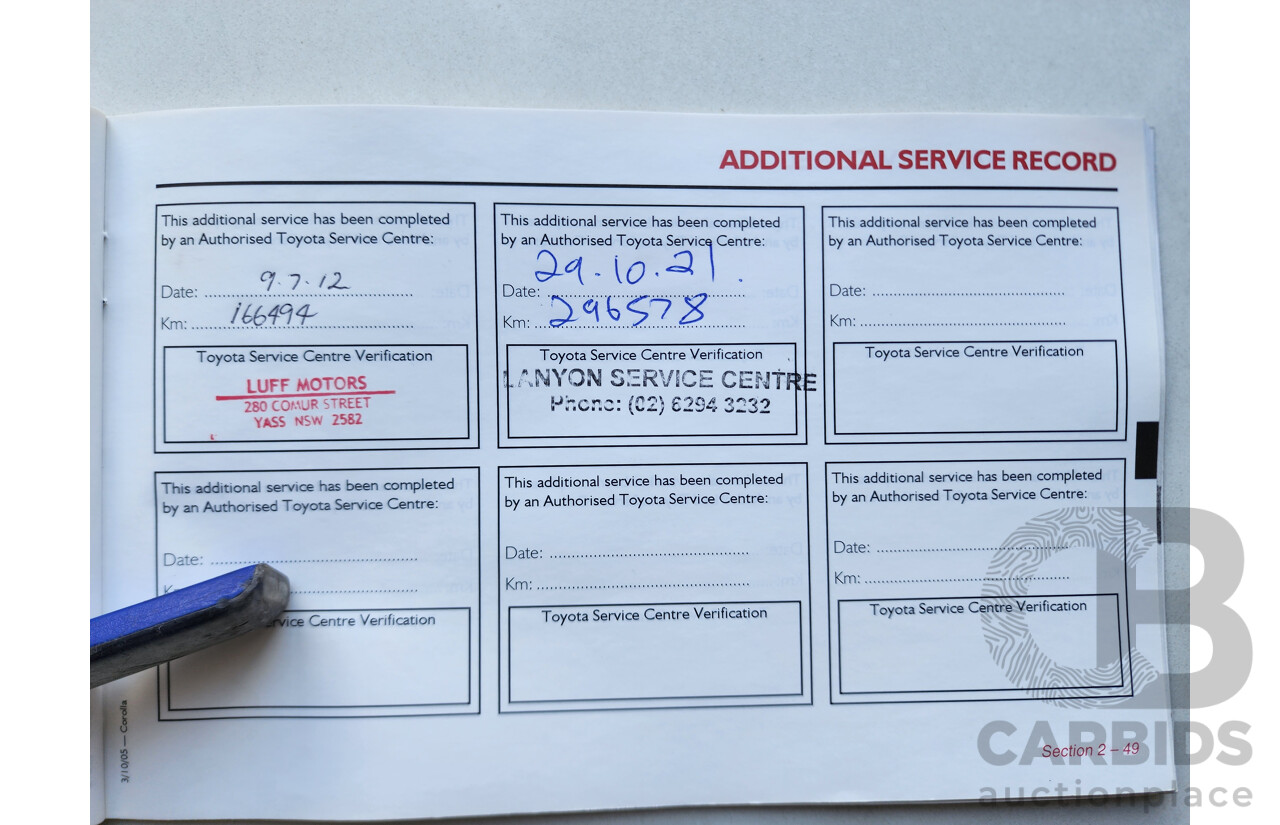 ADDITIONAL SERVICE RECORD
This additional service has been completed
by an Authorised Toyota Service Centre:
Date: 9.7.12
Km: 166494
Toyota Service Centre Verification
LUFF MOTORS
280 COMUR STREET
YASS NSW 2582
This additional service has been completed
by an Authorised Toyota Service Centre:
Date: 29.10.21.
Km: 296578
Toyota Service Centre Verification
LANYON SERVICE CENTRE
Phone: (02) 6294 3232
This additional service has been completed
by an Authorised Toyota Service Centre:
Date:
Km:
Toyota Service Centre Verification
This additional service has been completed
by an Authorised Toyota Service Centre:
Date:
rvice Centre Verification
This additional service has been completed
by an Authorised Toyota Service Centre:
Date:
Km:
Toyota Service Centre Verification
This additional service has been completed
by an Authorised Toyota Service Centre:
Date:
Km:
Toyota Service Centre Verification
3/10/05 — Corolla
Section 2 – 49
CB
CARBIDS
auctionplace